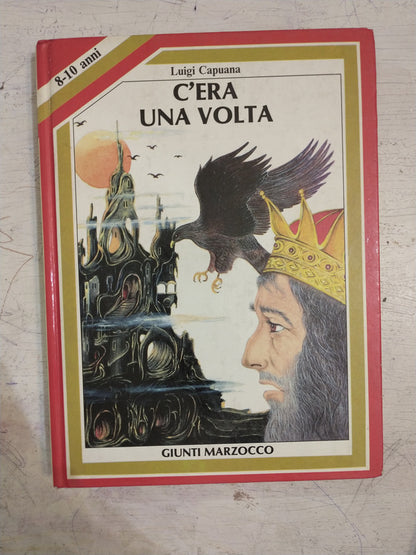 8-10 anni
Luigi Capuana
C'ERA
UNA VOLTA
GIUNTI MARZOCCO